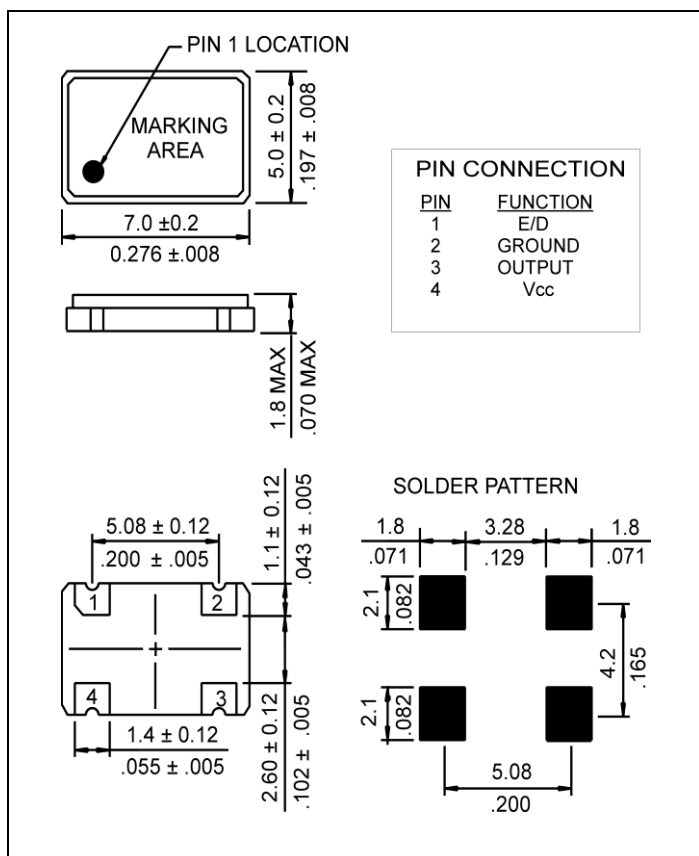 PIN 1 LOCATION
MARKING
AREA
5.0 ± 0.2
.197 ± .008
7.0 ±0.2
0.276 ±.008
PIN CONNECTION
PIN FUNCTION
1 E/D
2 GROUND
3 OUTPUT
4 Vcc
1.8 MAX
.070 MAX
5.08 ± 0.12
.200 ± .005
1.1 ± 0.12
.043 ± .005
1 2
4 3
1.4 ± 0.12
.055 ± .005
2.60 ± 0.12
.102 ± .005
SOLDER PATTERN
1.8 3.28 1.8
.071 .129 .071
2.1
.082
4.2
.165
2.1
.082
5.08
.200